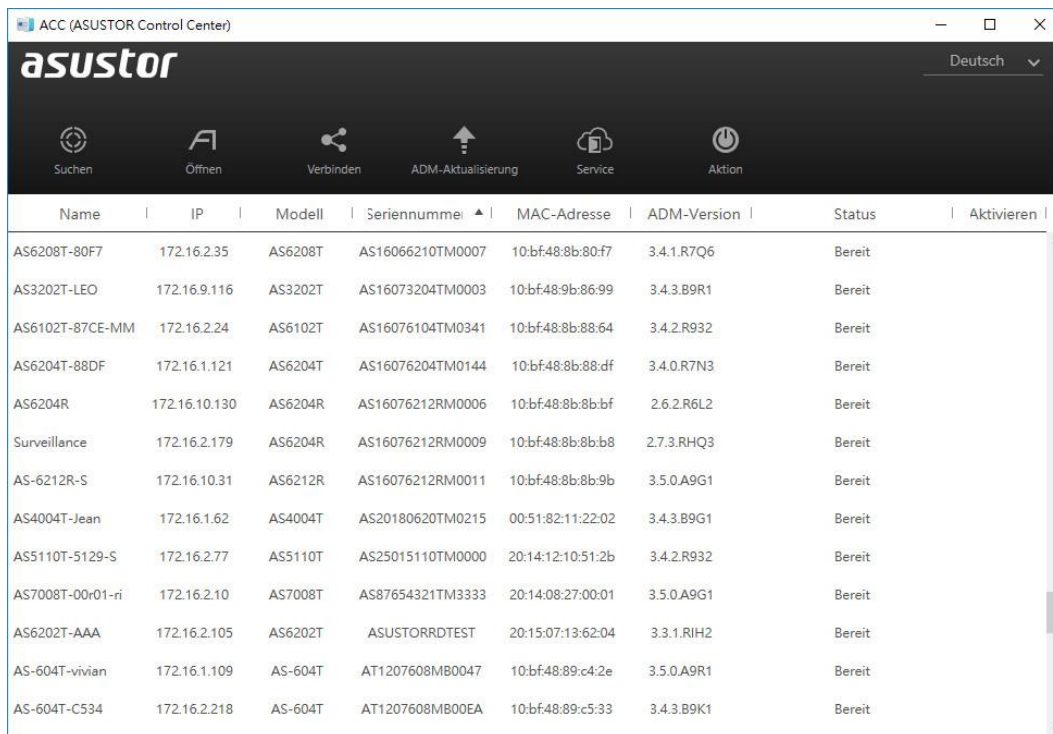 ACC (ASUSTOR Control Center)
asustor
Deutsch
Suchen Öffnen Verbinden ADM-Aktualisierung Service Aktion
Name IP Modell Seriennummer MAC-Adresse ADM-Version Status Aktivieren
AS6208T-80F7 172.16.2.35 AS6208T AS16066210TM0007 10:bf:48:8b:80:f7 3.4.1.R7Q6 Bereit
AS3202T-LEO 172.16.9.116 AS3202T AS16073204TM0003 10:bf:48:9b:86:99 3.4.3.B9R1 Bereit
AS6102T-87CE-MM 172.16.2.24 AS6102T AS16076104TM0341 10:bf:48:8b:88:64 3.4.2.R932 Bereit
AS6204T-88DF 172.16.1.121 AS6204T AS16076204TM0144 10:bf:48:8b:88:df 3.4.0.R7N3 Bereit
AS6204R 172.16.10.130 AS6204R AS16076212RM0006 10:bf:48:8b:8b:bf 2.6.2.R6L2 Bereit
Surveillance 172.16.2.179 AS6204R AS16076212RM0009 10:bf:48:8b:8b:b8 2.7.3.RHQ3 Bereit
AS-6212R-S 172.16.10.31 AS6212R AS16076212RM0011 10:bf:48:8b:8b:9b 3.5.0.A9G1 Bereit
AS4004T-Jean 172.16.1.62 AS4004T AS20180620TM0215 00:51:82:11:22:02 3.4.3.B9G1 Bereit
AS5110T-5129-S 172.16.2.77 AS5110T AS25015110TM0000 20:14:12:10:51:2b 3.4.2.R932 Bereit
AS7008T-00r01-ri 172.16.2.10 AS7008T AS87654321TM3333 20:14:08:27:00:01 3.5.0.A9G1 Bereit
AS6202T-AAA 172.16.2.105 AS6202T ASUSTORRDTEST 20:15:07:13:62:04 3.3.1.RIH2 Bereit
AS-604T-vivian 172.16.1.109 AS-604T AT1207608MB0047 10:bf:48:89:c4:2e 3.5.0.A9R1 Bereit
AS-604T-C534 172.16.2.218 AS-604T AT1207608MB00EA 10:bf:48:89:c5:33 3.4.3.B9K1 Bereit